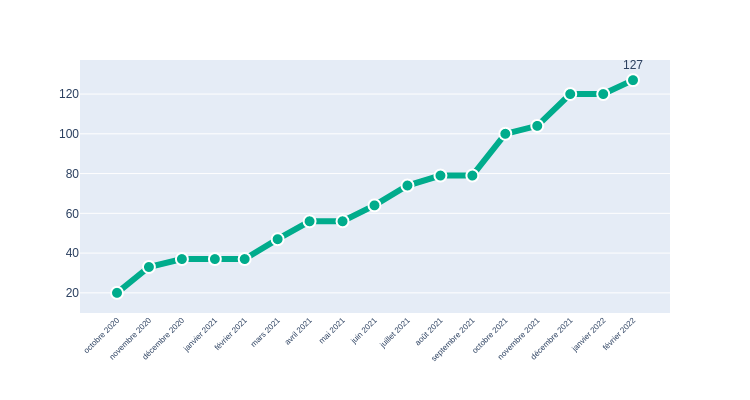 127
120
100
80
60
40
20
octobre 2020
novembre 2020
décembre 2020
janvier 2021
février 2021
mars 2021
avril 2021
mai 2021
juin 2021
juillet 2021
août 2021
septembre 2021
octobre 2021
novembre 2021
décembre 2021
janvier 2022
février 2022